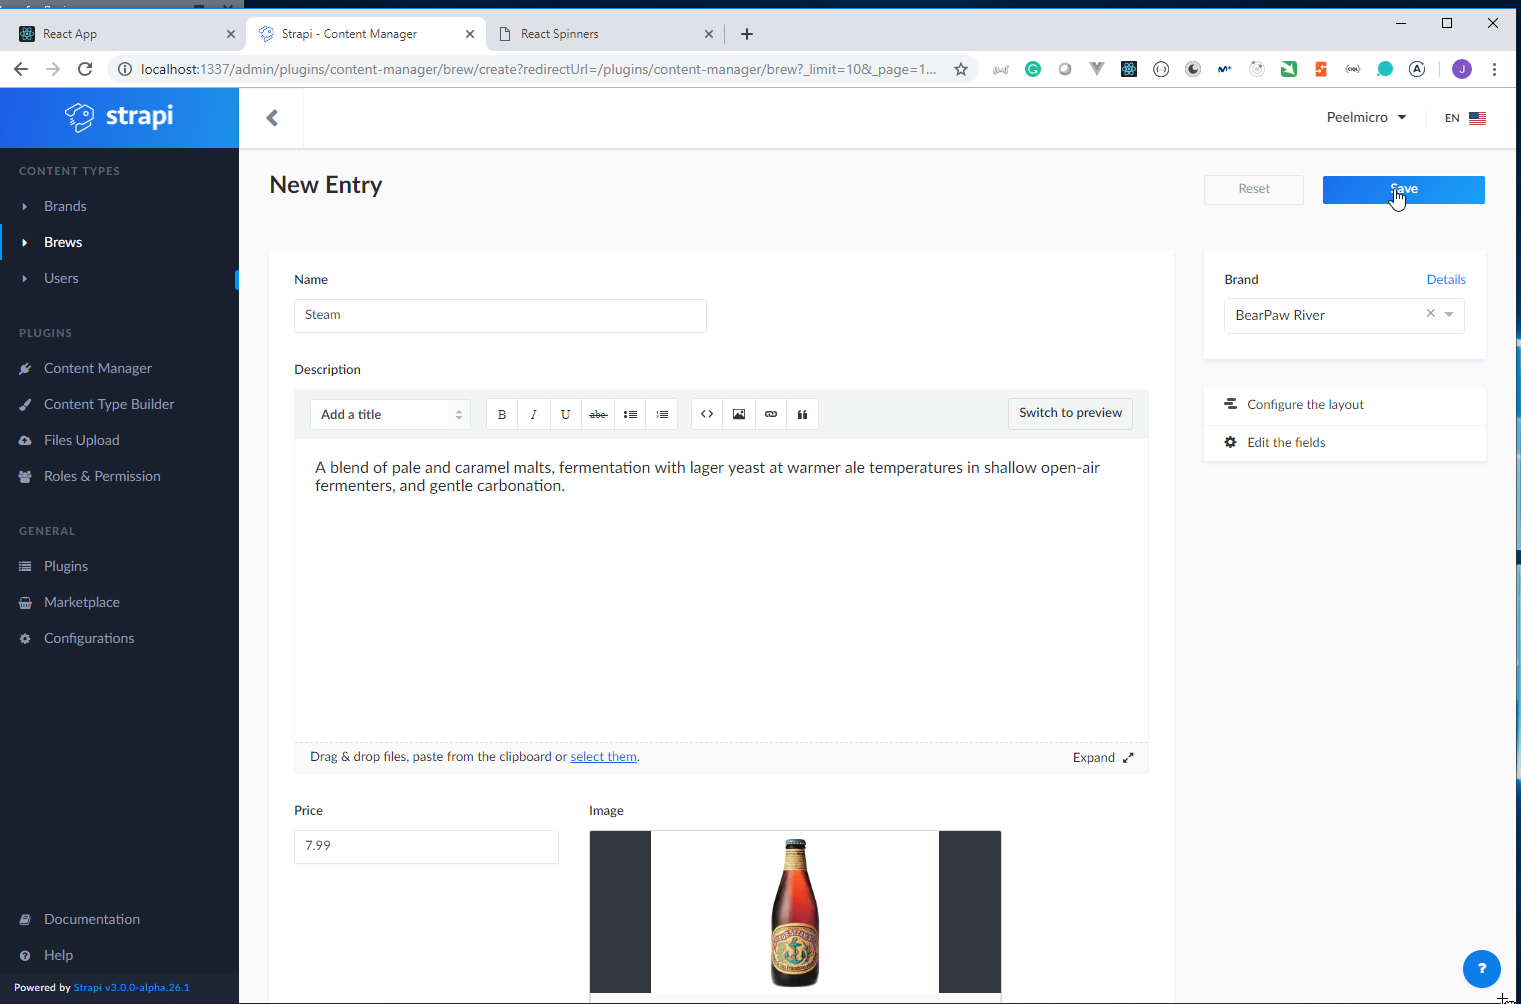 React App
Strapi - Content Manager
React Spinners
localhost:1337/admin/plugins/content-manager/brew/create?redirectUrl=/plugins/content-manager/brew?_limit=10&_page=1...
J
strapi
Peelmicro
EN
CONTENT TYPES
Brands
Brews
Users
PLUGINS
Content Manager
Content Type Builder
Files Upload
Roles & Permission
GENERAL
Plugins
Marketplace
Configurations
Documentation
Help
Powered by Strapi v3.0.0-alpha.26.1
New Entry
Reset
Save
Name
Steam
Description
Add a title
B I U abc
Switch to preview
A blend of pale and caramel malts, fermentation with lager yeast at warmer ale temperatures in shallow open-air
fermenters, and gentle carbonation.
Drag & drop files, paste from the clipboard or select them.
Expand
Price
7.99
Image
Brand
Details
BearPaw River
Configure the layout
Edit the fields
?